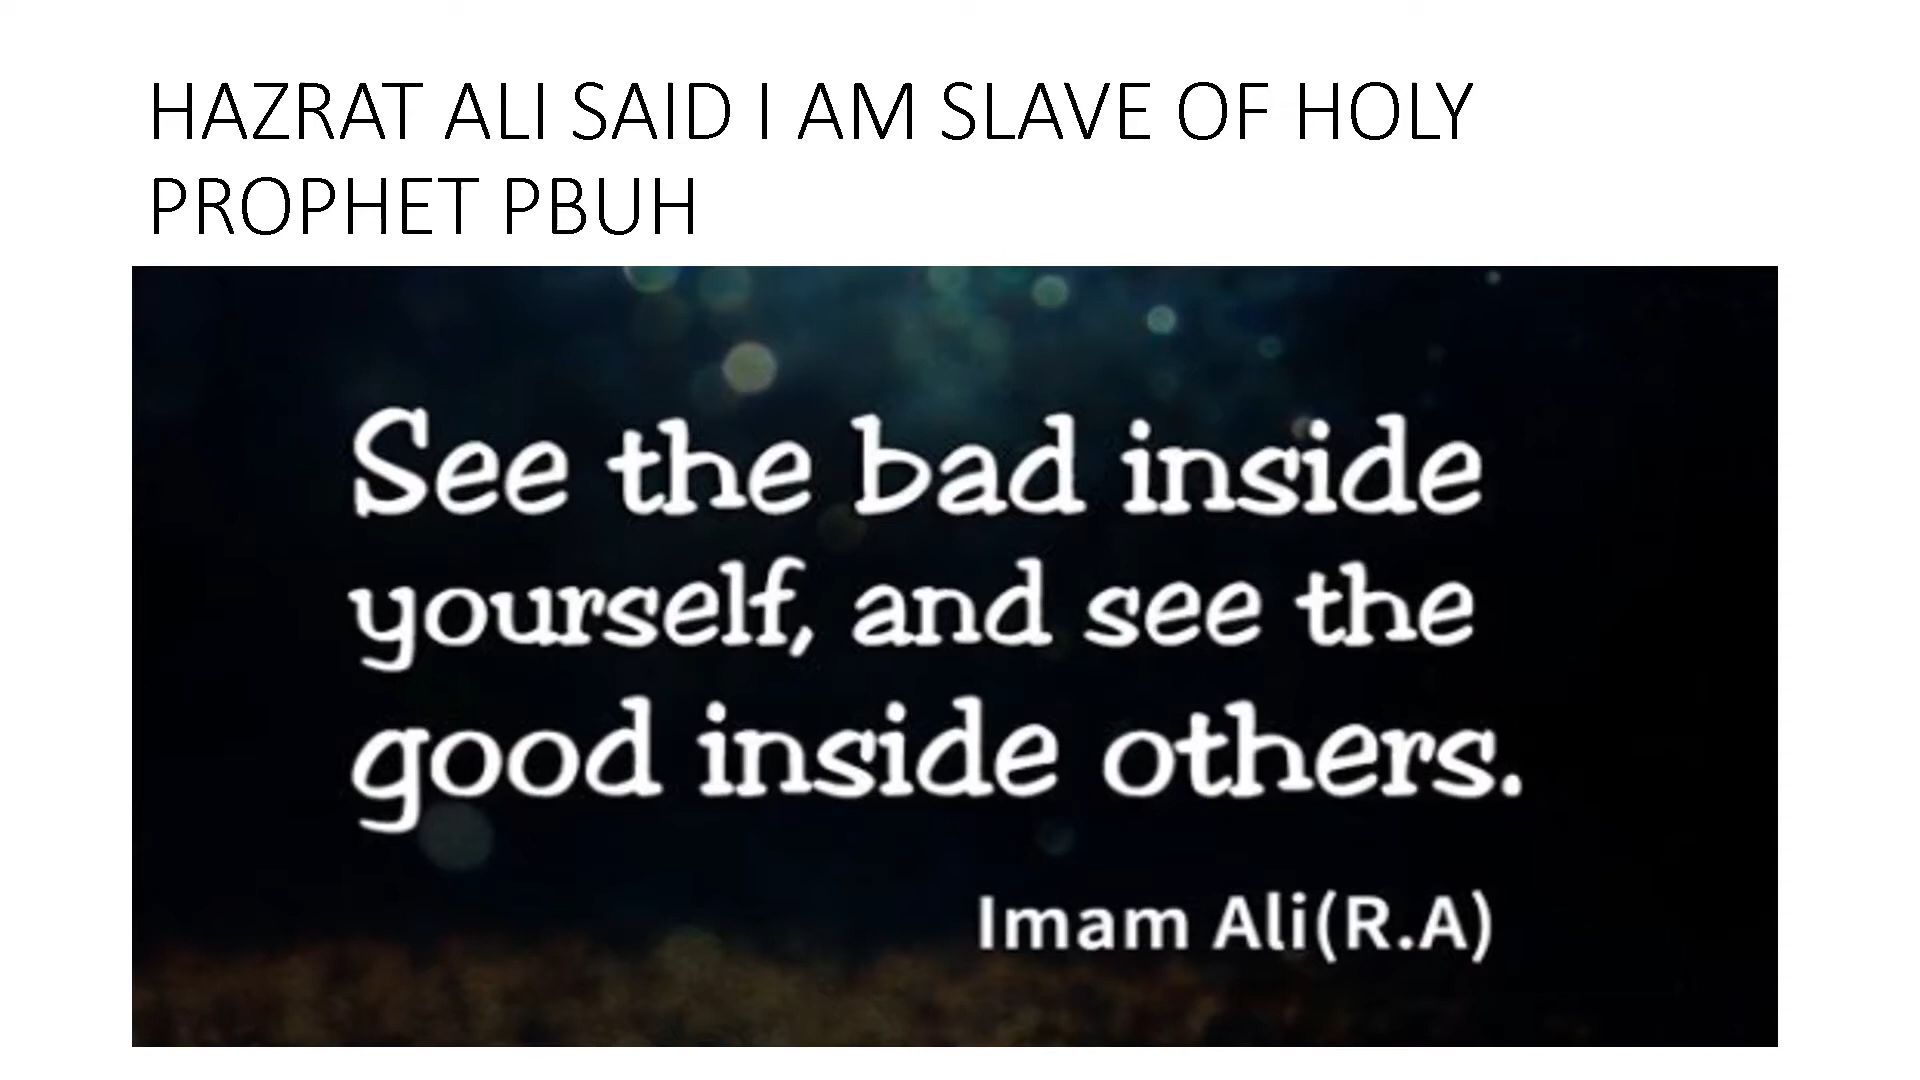 HAZRAT ALI SAID I AM SLAVE OF HOLY
PROPHET PBUH
See the bad inside
yourself, and see the
good inside others.
Imam Ali(R.A)